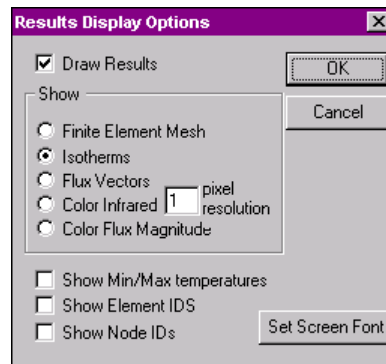 Results Display Options
Draw Results
OK
Cancel
Show
Finite Element Mesh
Isotherms
Flux Vectors
Color Infrared 1 pixel resolution
Color Flux Magnitude
Show Min/Max temperatures
Show Element IDS
Show Node IDs
Set Screen Font